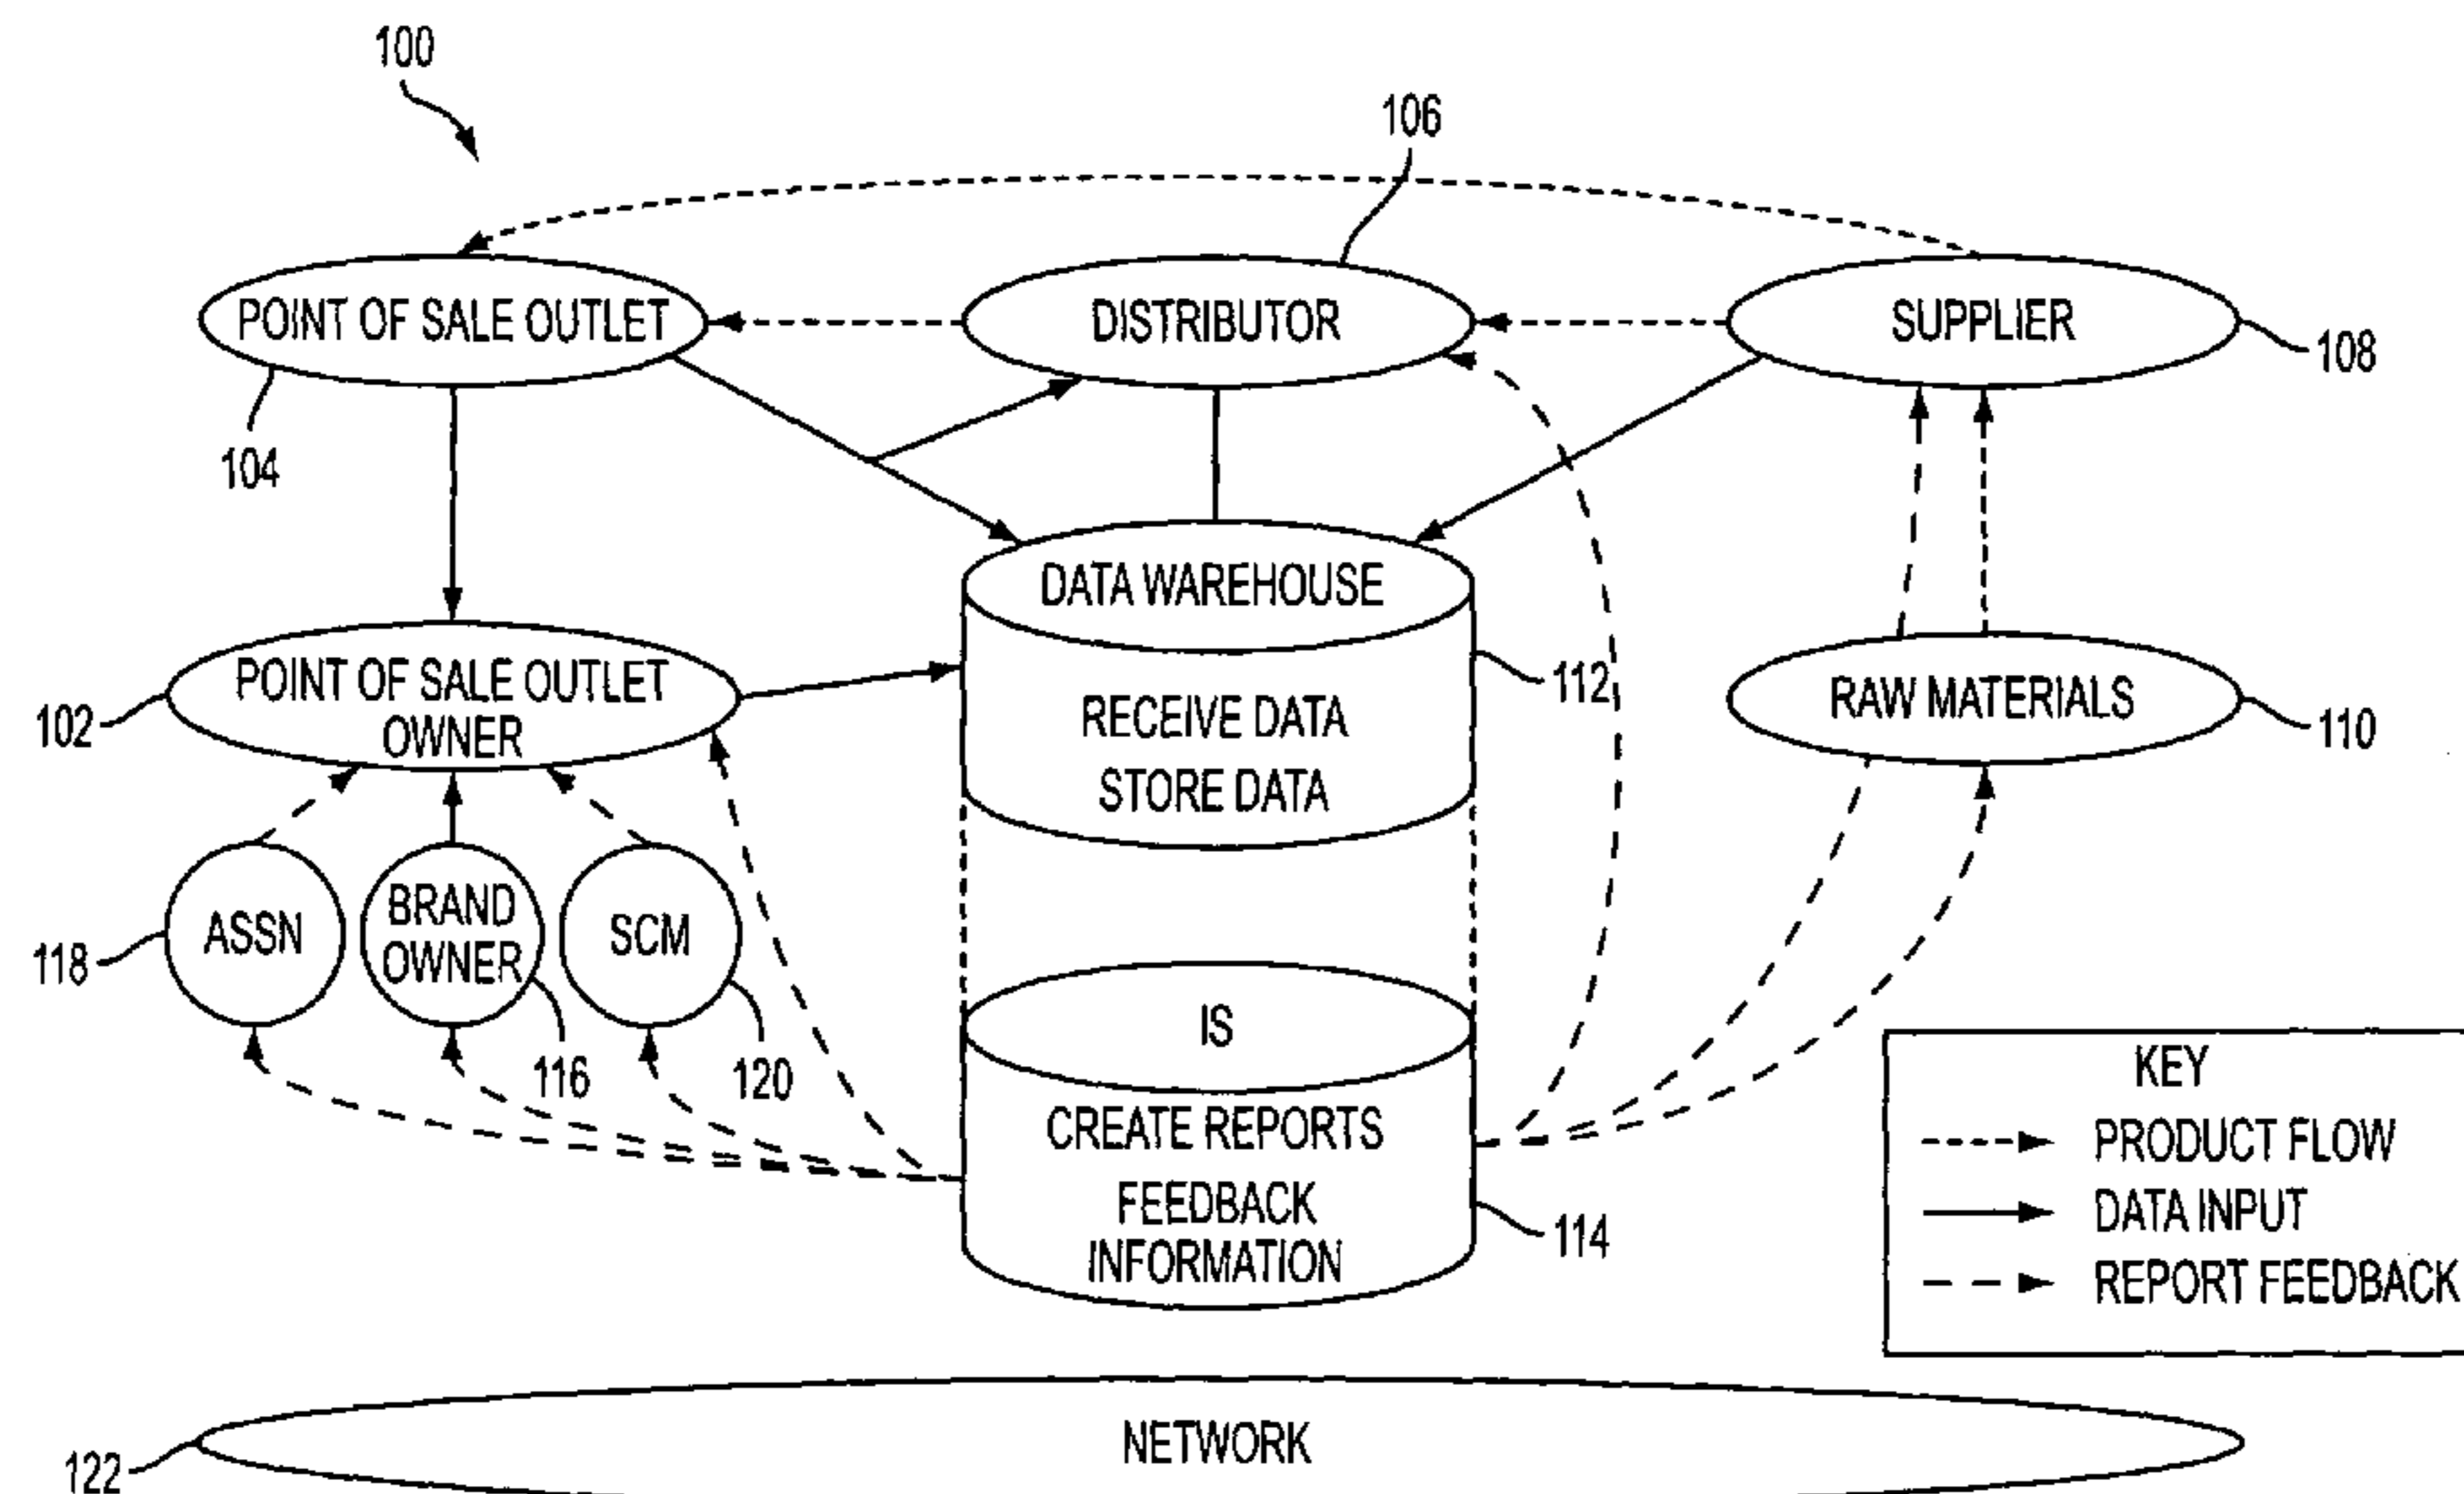 100
106
POINT OF SALE OUTLET
DISTRIBUTOR
SUPPLIER
108
104
DATA WAREHOUSE
112
RECEIVE DATA
STORE DATA
POINT OF SALE OUTLET
OWNER
102
RAW MATERIALS
110
ASSN
BRAND
OWNER
SCM
118
116
120
IS
CREATE REPORTS
FEEDBACK
INFORMATION
114
KEY
PRODUCT FLOW
DATA INPUT
REPORT FEEDBACK
NETWORK
122